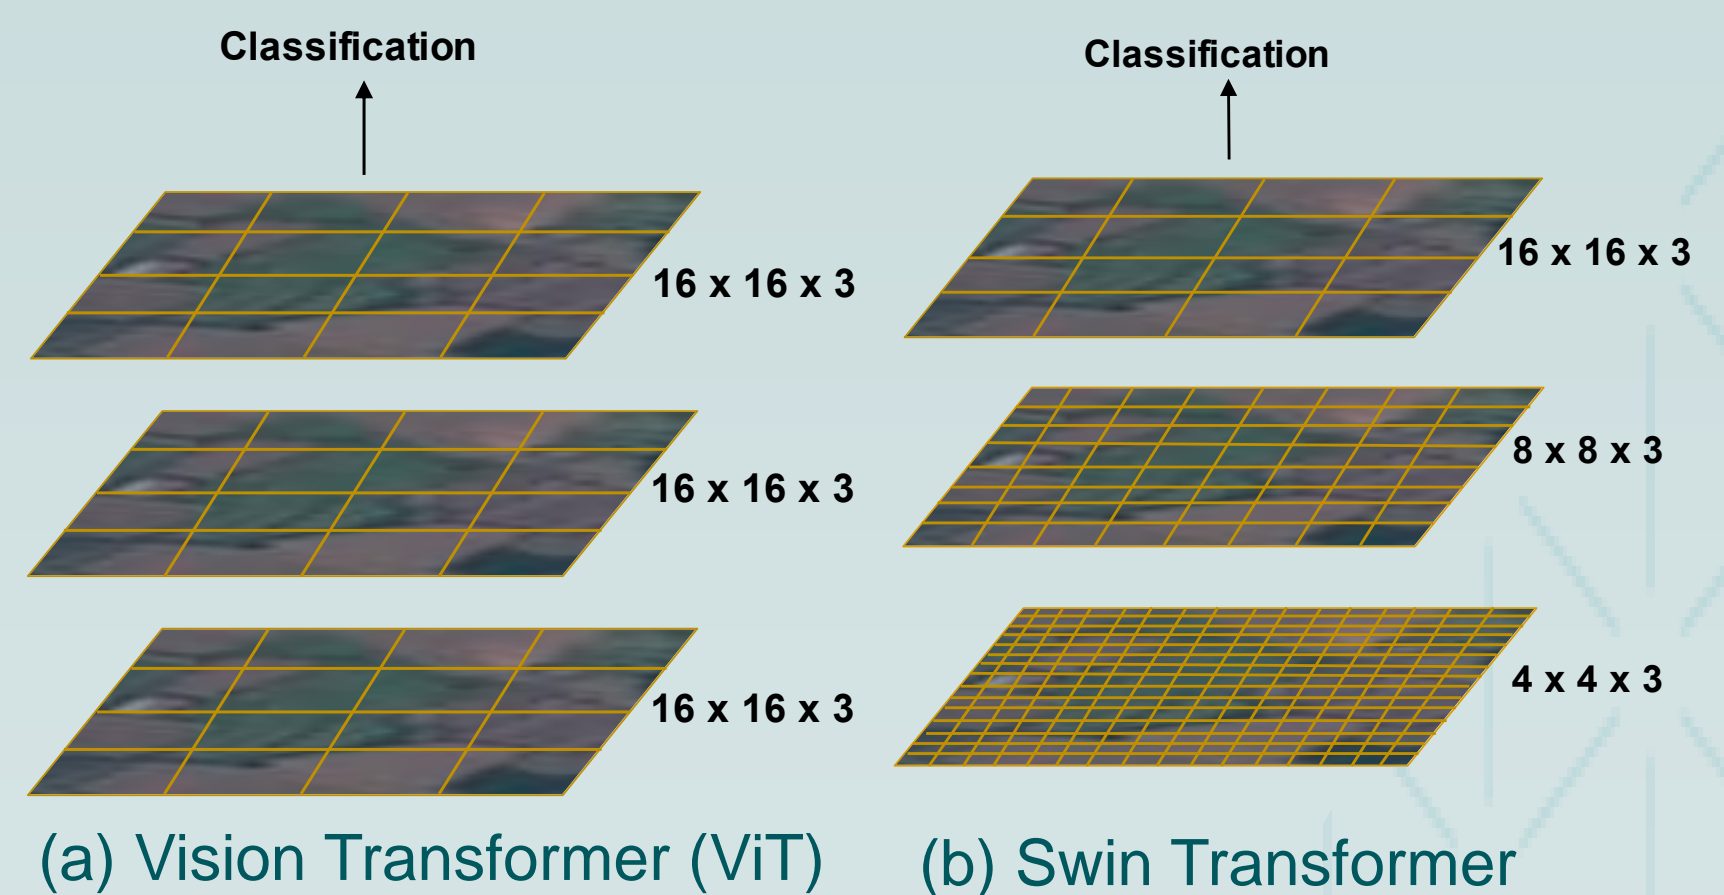 Classification
16 x 16 x 3
16 x 16 x 3
16 x 16 x 3
(a) Vision Transformer (ViT)
Classification
16 x 16 x 3
8 x 8 x 3
4 x 4 x 3
(b) Swin Transformer